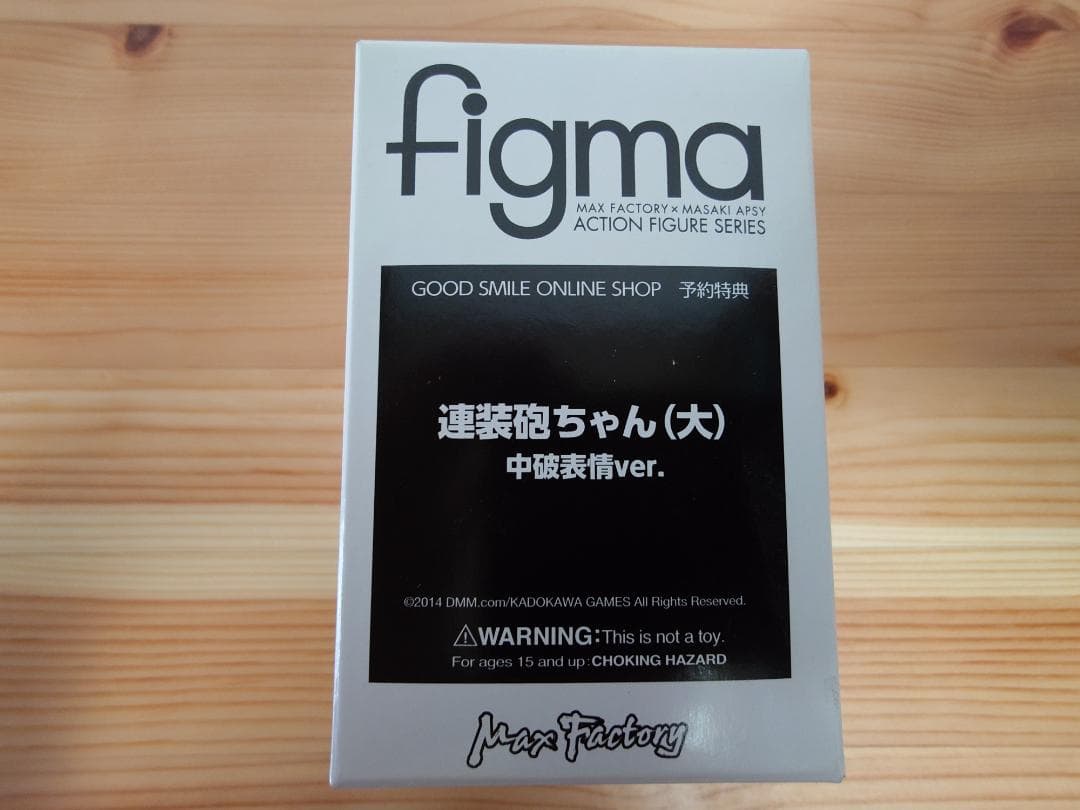 figma
MAX FACTORY × MASAKI APSY
ACTION FIGURE SERIES
GOOD SMILE ONLINE SHOP　予約特典
連装砲ちゃん（大）
中破表情ver.
©2014 DMM.com/KADOKAWA GAMES All Rights Reserved.
⚠WARNING:This is not a toy.
For ages 15 and up:CHOKING HAZARD
Max Factory